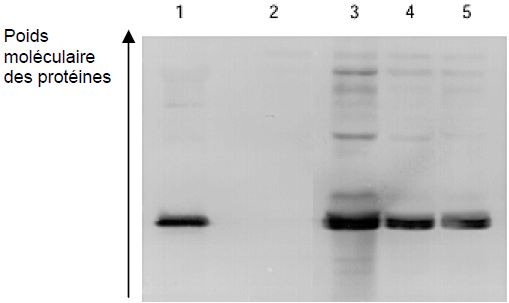 1 2 3 4 5
Poids
moléculaire
des protéines